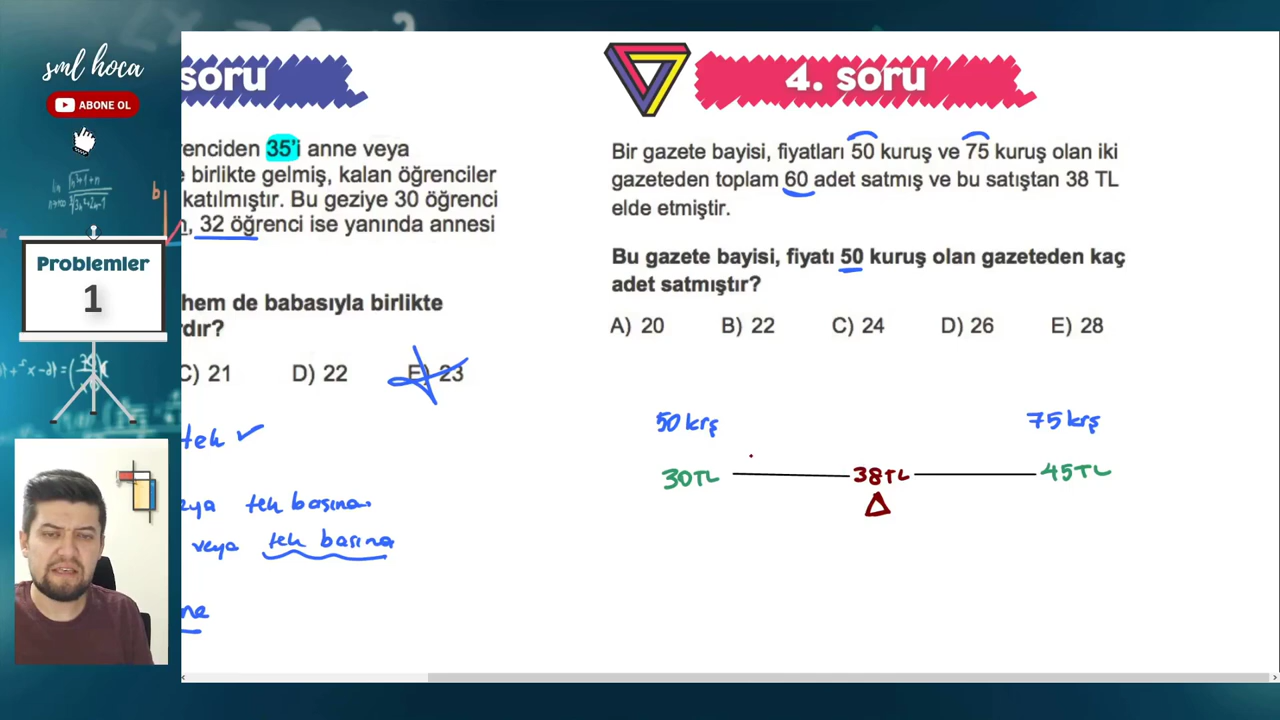 sml hoca
ABONE OL
Problemler
1
soru
renciden 35'i anne veya
birlikte gelmiş, kalan öğrenciler
katılmıştır. Bu geziye 30 öğrenci
32 öğrenci ise yanında annesi
hem de babasıyla birlikte
rdır?
C) 21 D) 22 E) 23
tek ✓
veya tek başına
veya tek başına
ne
4. soru
Bir gazete bayisi, fiyatları 50 kuruş ve 75 kuruş olan iki
gazeteden toplam 60 adet satmış ve bu satıştan 38 TL
elde etmiştir.
Bu gazete bayisi, fiyatı 50 kuruş olan gazeteden kaç
adet satmıştır?
A) 20 B) 22 C) 24 D) 26 E) 28
50 krş 75 krş
30TL 38TL 45TL